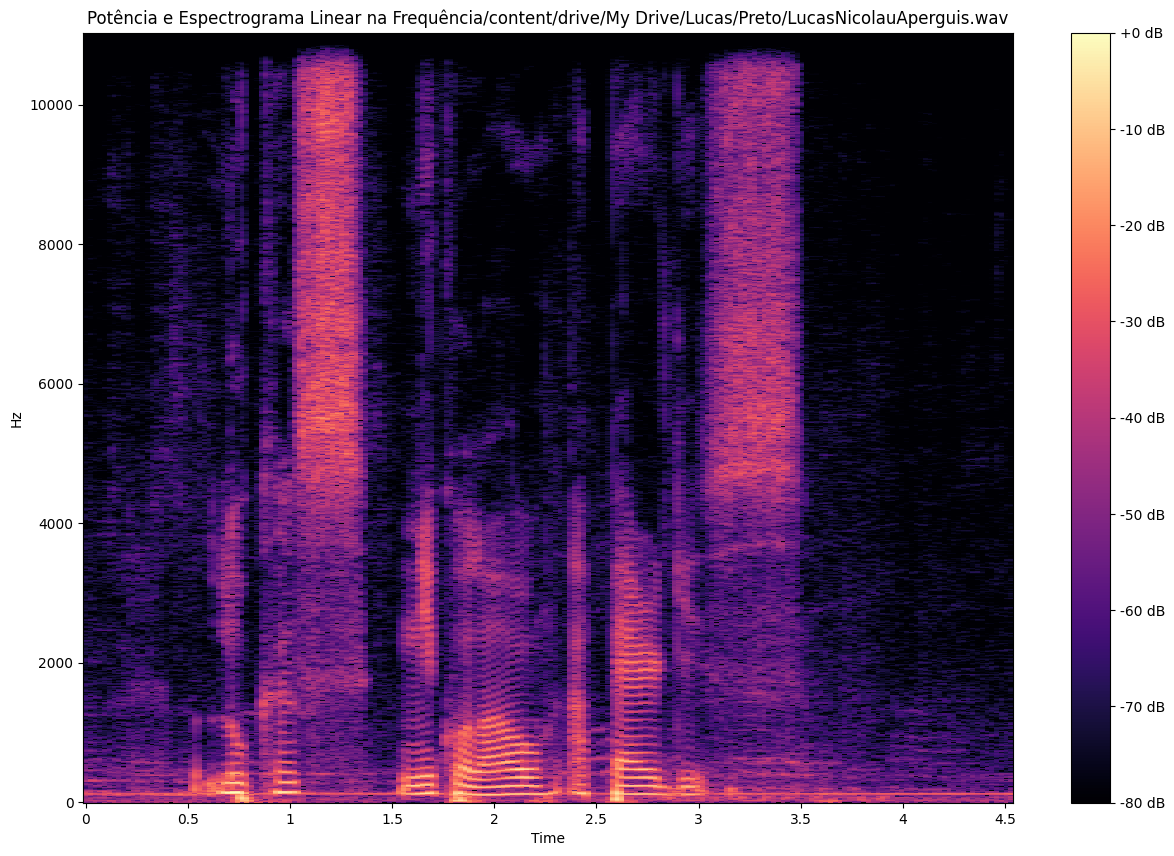 Potência e Espectrograma Linear na Frequência/content/drive/My Drive/Lucas/Preto/LucasNicolauAperguis.wav
+0 dB
10000
-10 dB
-20 dB
8000
-30 dB
6000
Hz
-40 dB
-50 dB
4000
-60 dB
2000
-70 dB
0
-80 dB
0 0.5 1 1.5 2 2.5 3 3.5 4 4.5
Time